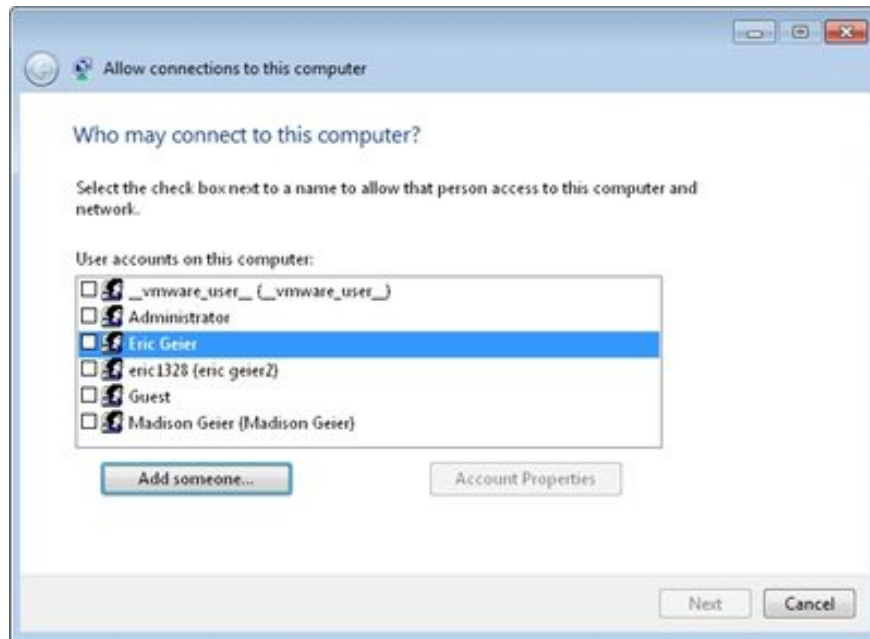 Allow connections to this computer
Who may connect to this computer?
Select the check box next to a name to allow that person access to this computer and
network.
User accounts on this computer:
__vmware_user__ (__vmware_user__)
Administrator
Eric Geier
eric1328 (eric geier2)
Guest
Madison Geier (Madison Geier)
Add someone... Account Properties
Next Cancel